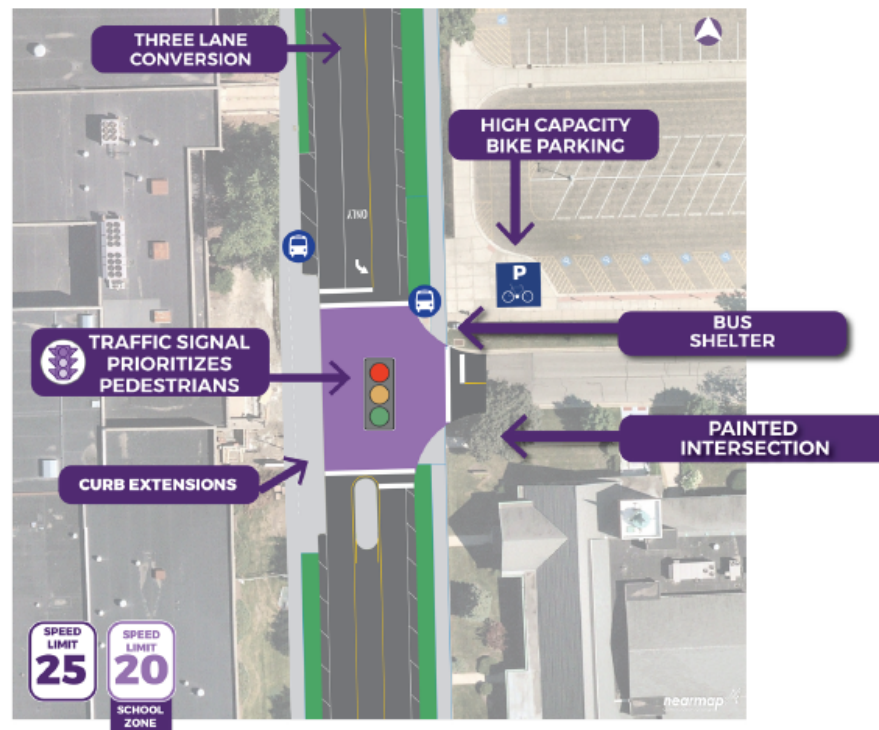 THREE LANE
CONVERSION
HIGH CAPACITY
BIKE PARKING
ONLY
P
BUS
SHELTER
TRAFFIC SIGNAL
PRIORITIZES
PEDESTRIANS
PAINTED
INTERSECTION
CURB EXTENSIONS
SPEED
LIMIT
25
SPEED
LIMIT
20
SCHOOL
ZONE
nearmap